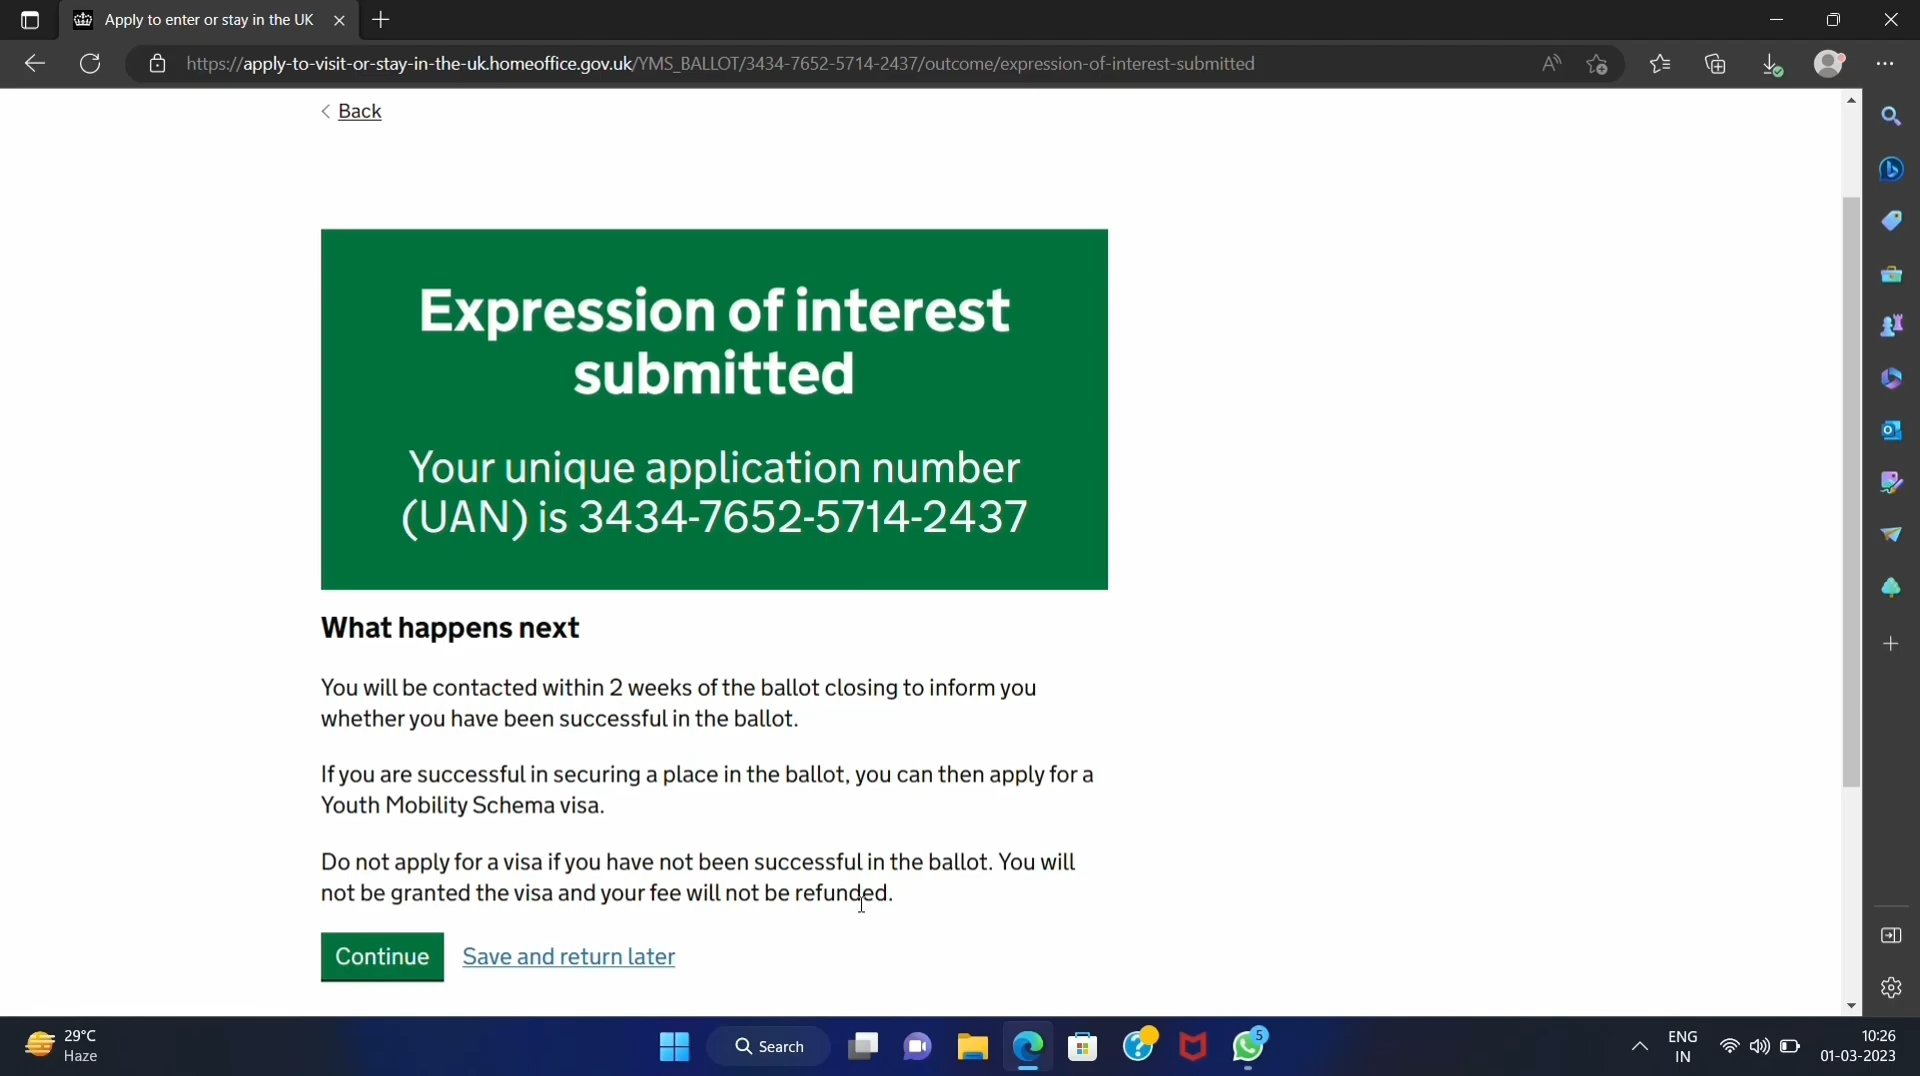 Apply to enter or stay in the UK
https://apply-to-visit-or-stay-in-the-uk.homeoffice.gov.uk/YMS_BALLOT/3434-7652-5714-2437/outcome/expression-of-interest-submitted
Back
Expression of interest
submitted
Your unique application number
(UAN) is 3434-7652-5714-2437
What happens next
You will be contacted within 2 weeks of the ballot closing to inform you
whether you have been successful in the ballot.
If you are successful in securing a place in the ballot, you can then apply for a
Youth Mobility Schema visa.
Do not apply for a visa if you have not been successful in the ballot. You will
not be granted the visa and your fee will not be refunded.
Continue Save and return later
29°C
Haze
Search
5
ENG
IN
10:26
01-03-2023